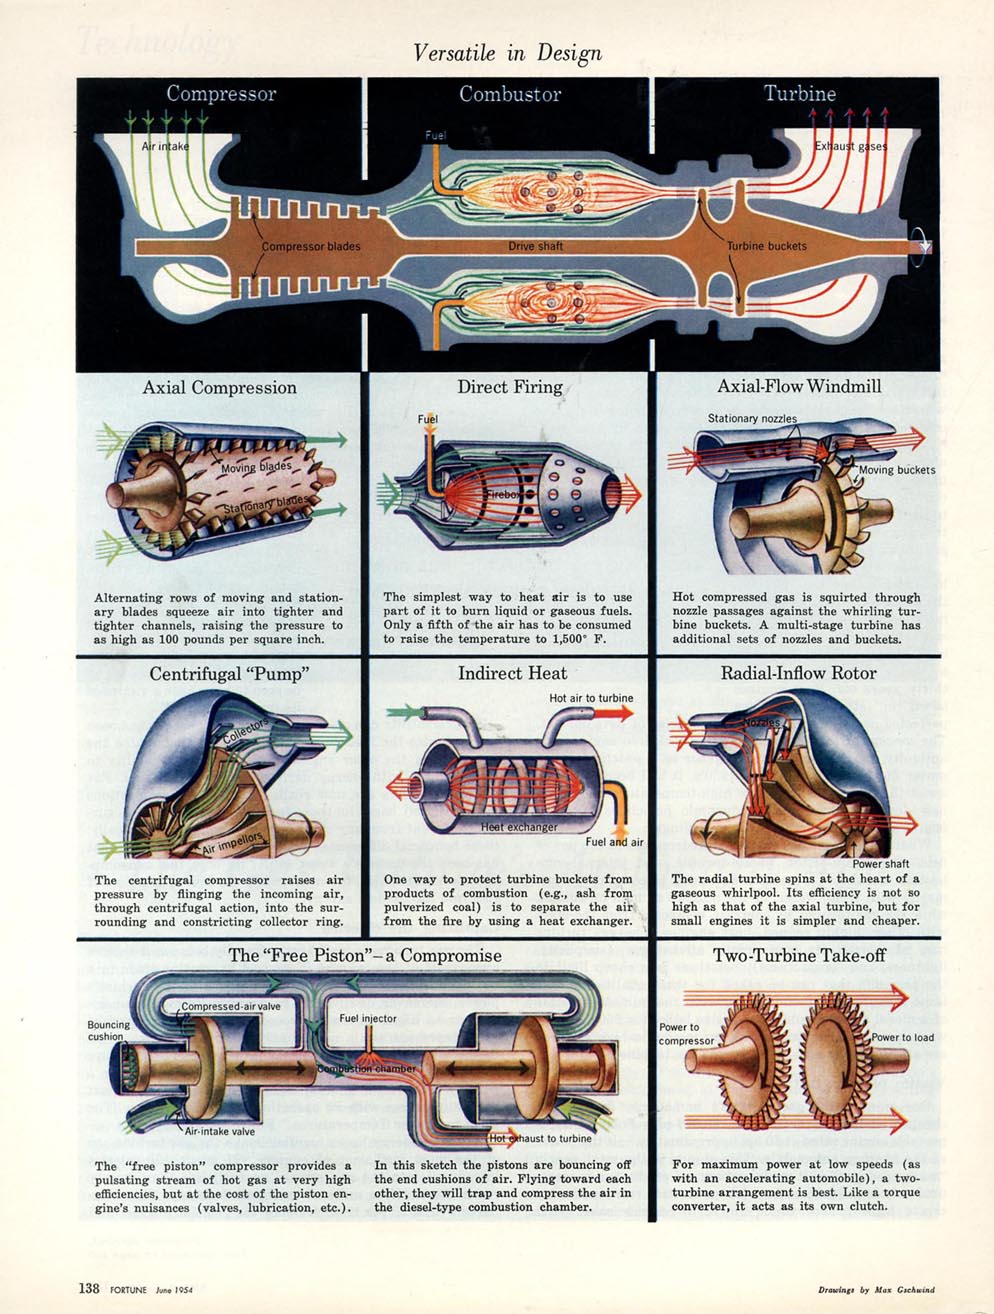 Technology
Versatile in Design
Compressor
Combustor
Turbine
Air intake
Fuel
Exhaust gases
Compressor blades
Drive shaft
Turbine buckets
Axial Compression
Moving blades
Stationary blades
Alternating rows of moving and station-
ary blades squeeze air into tighter and
tighter channels, raising the pressure to
as high as 100 pounds per square inch.
Direct Firing
Fuel
Firebox
The simplest way to heat air is to use
part of it to burn liquid or gaseous fuels.
Only a fifth of the air has to be consumed
to raise the temperature to 1,500° F.
Axial-Flow Windmill
Stationary nozzles
Moving buckets
Hot compressed gas is squirted through
nozzle passages against the whirling tur-
bine buckets. A multi-stage turbine has
additional sets of nozzles and buckets.
Centrifugal “Pump”
Collectors
Air impellors
The centrifugal compressor raises air
pressure by flinging the incoming air,
through centrifugal action, into the sur-
rounding and constricting collector ring.
Indirect Heat
Hot air to turbine
Heat exchanger
Fuel and air
One way to protect turbine buckets from
products of combustion (e.g., ash from
pulverized coal) is to separate the air
from the fire by using a heat exchanger.
Radial-Inflow Rotor
Nozzles
Power shaft
The radial turbine spins at the heart of a
gaseous whirlpool. Its efficiency is not so
high as that of the axial turbine, but for
small engines it is simpler and cheaper.
The “Free Piston”—a Compromise
Compressed-air valve
Bouncing
cushion
Fuel injector
Combustion chamber
Air-intake valve
Hot exhaust to turbine
The “free piston” compressor provides a
pulsating stream of hot gas at very high
efficiencies, but at the cost of the piston en-
gine’s nuisances (valves, lubrication, etc.).
In this sketch the pistons are bouncing off
the end cushions of air. Flying toward each
other, they will trap and compress the air in
the diesel-type combustion chamber.
Two-Turbine Take-off
Power to
compressor
Power to load
For maximum power at low speeds (as
with an accelerating automobile), a two-
turbine arrangement is best. Like a torque
converter, it acts as its own clutch.
138 FORTUNE June 1954
Drawings by Max Gschwind